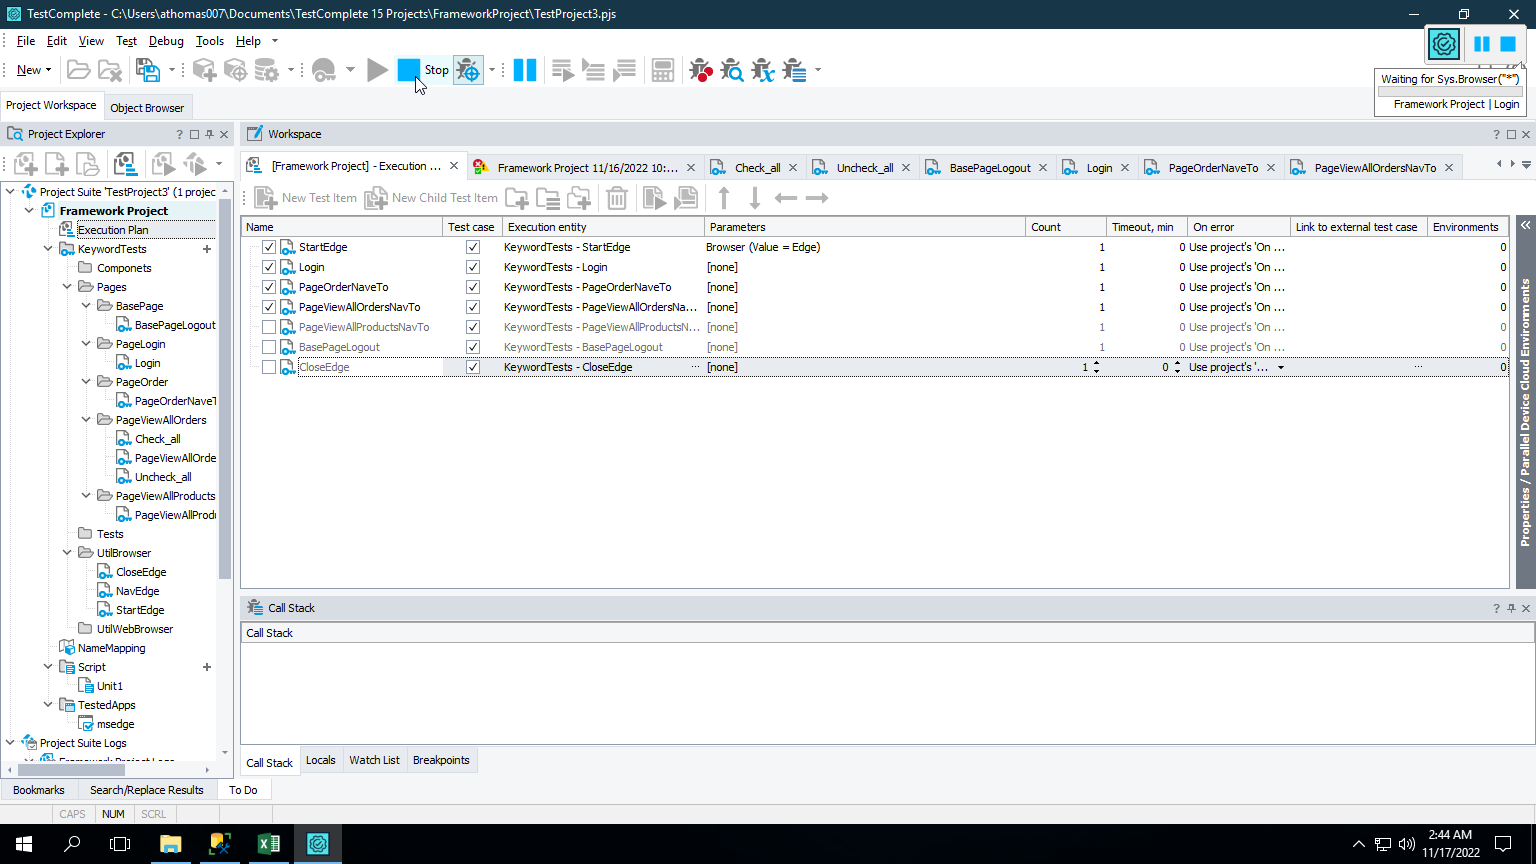 TestComplete - C:\Users\athomas007\Documents\TestComplete 15 Projects\FrameworkProject\TestProject3.pjs
File Edit View Test Debug Tools Help
New Stop
Waiting for Sys.Browser("*")
Framework Project | Login
Project Workspace Object Browser
Project Explorer ?
Workspace ?
[Framework Project] - Execution ... Framework Project 11/16/2022 10:... Check_all Uncheck_all BasePageLogout Login PageOrderNaveTo PageViewAllOrdersNavTo
New Test Item New Child Test Item
Name Test case Execution entity Parameters Count Timeout, min On error Link to external test case Environments
StartEdge KeywordTests - StartEdge Browser (Value = Edge) 1 0 Use project's 'On ... 0
Login KeywordTests - Login [none] 1 0 Use project's 'On ... 0
PageOrderNaveTo KeywordTests - PageOrderNaveTo [none] 1 0 Use project's 'On ... 0
PageViewAllOrdersNavTo KeywordTests - PageViewAllOrdersNa... [none] 1 0 Use project's 'On ... 0
PageViewAllProductsNavTo KeywordTests - PageViewAllProductsN... [none] 1 0 Use project's 'On ... 0
BasePageLogout KeywordTests - BasePageLogout [none] 1 0 Use project's 'On ... 0
CloseEdge KeywordTests - CloseEdge ... [none] 1 0 Use project's '... ... 0
Properties / Parallel Device Cloud Environments
Project Suite 'TestProject3' (1 projec
Framework Project
Execution Plan
KeywordTests
Componets
Pages
BasePage
BasePageLogout
PageLogin
Login
PageOrder
PageOrderNaveT
PageViewAllOrders
Check_all
PageViewAllOrde
Uncheck_all
PageViewAllProducts
PageViewAllProdu
Tests
UtilBrowser
CloseEdge
NavEdge
StartEdge
UtilWebBrowser
NameMapping
Script
Unit1
TestedApps
msedge
Project Suite Logs
Call Stack ?
Call Stack
Call Stack Locals Watch List Breakpoints
Bookmarks Search/Replace Results To Do
CAPS NUM SCRL
2:44 AM
11/17/2022